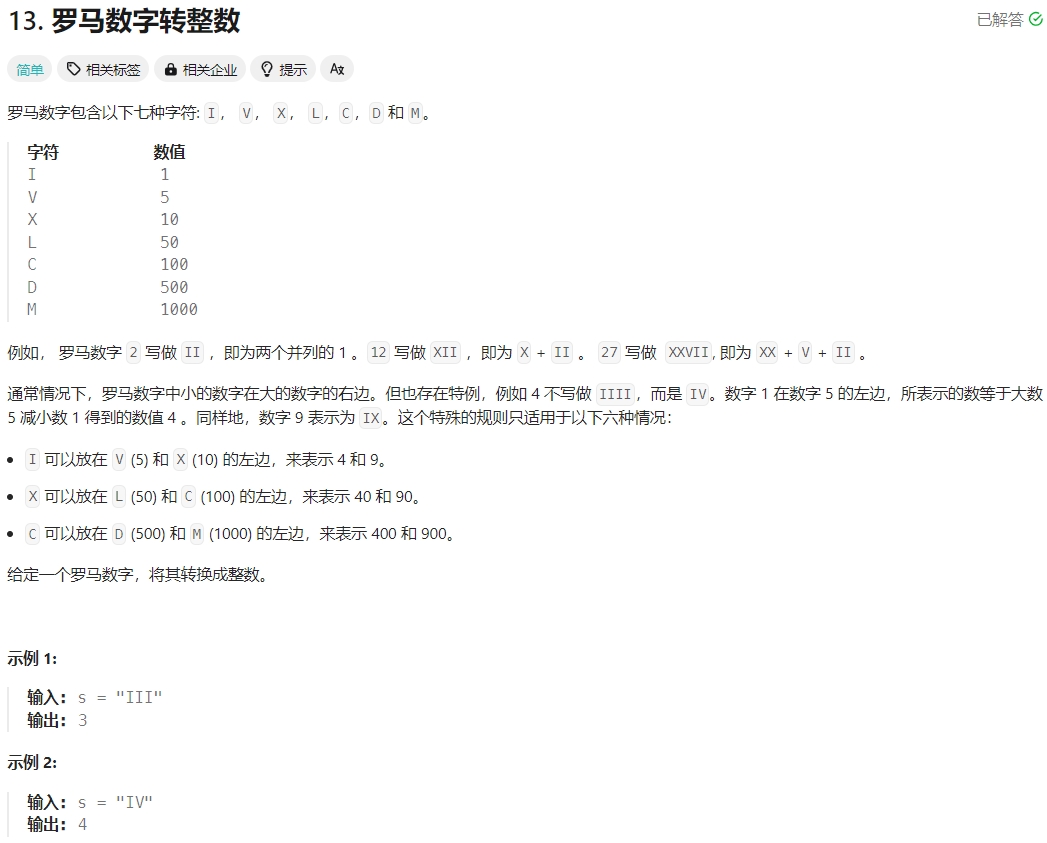 13. 罗马数字转整数
已解答
简单 相关标签 相关企业 提示 Ax
罗马数字包含以下七种字符: I， V， X， L，C，D 和 M。
字符 数值
I 1
V 5
X 10
L 50
C 100
D 500
M 1000
例如， 罗马数字 2 写做 II ，即为两个并列的 1 。12 写做 XII ，即为 X + II 。 27 写做 XXVII, 即为 XX + V + II 。
通常情况下，罗马数字中小的数字在大的数字的右边。但也存在特例，例如 4 不写做 IIII，而是 IV。数字 1 在数字 5 的左边，所表示的数等于大数
5 减小数 1 得到的数值 4 。同样地，数字 9 表示为 IX。这个特殊的规则只适用于以下六种情况：
• I 可以放在 V (5) 和 X (10) 的左边，来表示 4 和 9。
• X 可以放在 L (50) 和 C (100) 的左边，来表示 40 和 90。
• C 可以放在 D (500) 和 M (1000) 的左边，来表示 400 和 900。
给定一个罗马数字，将其转换成整数。
示例 1:
输入: s = "III"
输出: 3
示例 2:
输入: s = "IV"
输出: 4